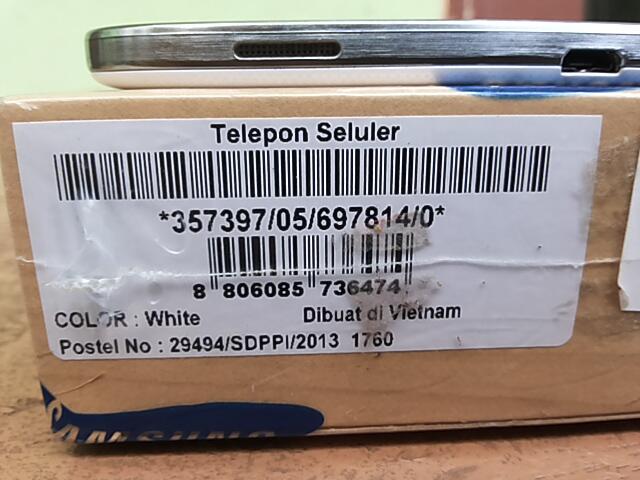 Telepon Seluler
*357397/05/697814/0*
8 806085 736474
COLOR : White Dibuat di Vietnam
Postel No : 29494/SDPPI/2013 1760
SAMSUNG